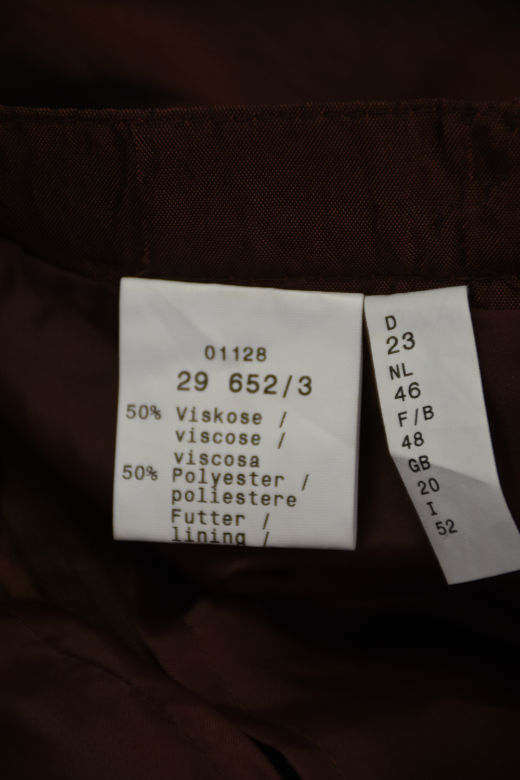 01128
29 652/3
50% Viskose /
viscose /
viscosa
50% Polyester /
poliestere
Futter /
lining /
D
23
NL
46
F/B
48
GB
20
I
52